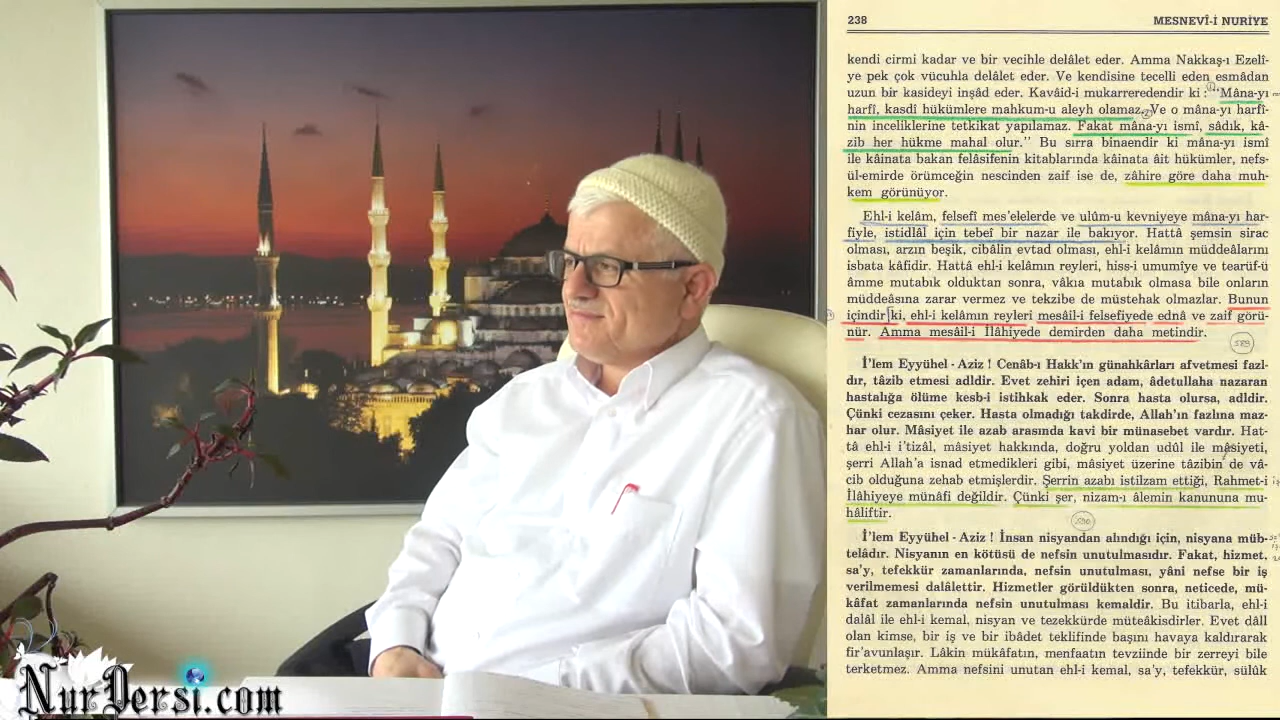 238
MESNEVÎ-İ NURİYE
kendi cirmi kadar ve bir vecihle delâlet eder. Amma Nakkaş-ı Ezelî-
ye pek çok vücuhla delâlet eder. Ve kendisine tecelli eden esmâdan
uzun bir kasideyi inşâd eder. Kavâid-i mukarreredendir ki : "Mâna-yı
harfî, kasdî hükümlere mahkum-u aleyh olamaz. Ve o mâna-yı harfî-
nin inceliklerine tetkikat yapılamaz. Fakat mâna-yı ismî, sâdık, kâ-
zib her hükme mahal olur." Bu sırra binaendir ki mâna-yı ismî
ile kâinata bakan felâsifenin kitablarında kâinata âit hükümler, nefs-
ül-emirde örümceğin nescinden zaif ise de, zâhire göre daha muh-
kem görünüyor.
Ehl-i kelâm, felsefî mes'elelerde ve ulûm-u kevniyeye mâna-yı har-
fiyle, istidlâl için tebeî bir nazar ile bakıyor. Hattâ şemsin sirac
olması, arzın beşik, cibâlin evtad olması, ehl-i kelâmın müddeâlarını
isbata kâfidir. Hattâ ehl-i kelâmın reyleri, hiss-i umumîye ve tearüf-ü
âmme mutabık olduktan sonra, vâkıa mutabık olmasa bile onların
müddeâsına zarar vermez ve tekzibe de müstehak olmazlar. Bunun
içindir ki, ehl-i kelâmın reyleri mesâil-i felsefiyede ednâ ve zaif görü-
nür. Amma mesâil-i İlâhiyede demirden daha metindir.
589
İ'lem Eyyühel - Aziz ! Cenâb-ı Hakk'ın günahkârları afvetmesi fazl-
dır, tâzib etmesi adldir. Evet zehiri içen adam, âdetullaha nazaran
hastalığa ölüme kesb-i istihkak eder. Sonra hasta olursa, adldir.
Çünki cezasını çeker. Hasta olmadığı takdirde, Allah'ın fazlına maz-
har olur. Mâsiyet ile azab arasında kavi bir münasebet vardır. Hat-
tâ ehl-i i'tizâl, mâsiyet hakkında, doğru yoldan udûl ile mâsiyeti,
şerri Allah'a isnad etmedikleri gibi, mâsiyet üzerine tâzibin de vâ-
cib olduğuna zehab etmişlerdir. Şerrin azabı istilzam ettiği, Rahmet-i
İlâhiyeye münâfi değildir. Çünki şer, nizam-ı âlemin kanununa mu-
hâliftir.
590
İ'lem Eyyühel - Aziz ! İnsan nisyandan alındığı için, nisyana müb-
telâdır. Nisyanın en kötüsü de nefsin unutulmasıdır. Fakat, hizmet,
sa'y, tefekkür zamanlarında, nefsin unutulması, yâni nefse bir iş
verilmemesi dalâlettir. Hizmetler görüldükten sonra, neticede, mü-
kâfat zamanlarında nefsin unutulması kemaldir. Bu itibarla, ehl-i
dalâl ile ehl-i kemal, nisyan ve tezekkürde müteakisdirler. Evet dâll
olan kimse, bir iş ve bir ibâdet teklifinde başını havaya kaldırarak
fir'avunlaşır. Lâkin mükâfatın, menfaatın tevziinde bir zerreyi bile
terketmez. Amma nefsini unutan ehl-i kemal, sa'y, tefekkür, sülûk
NurDersi.com